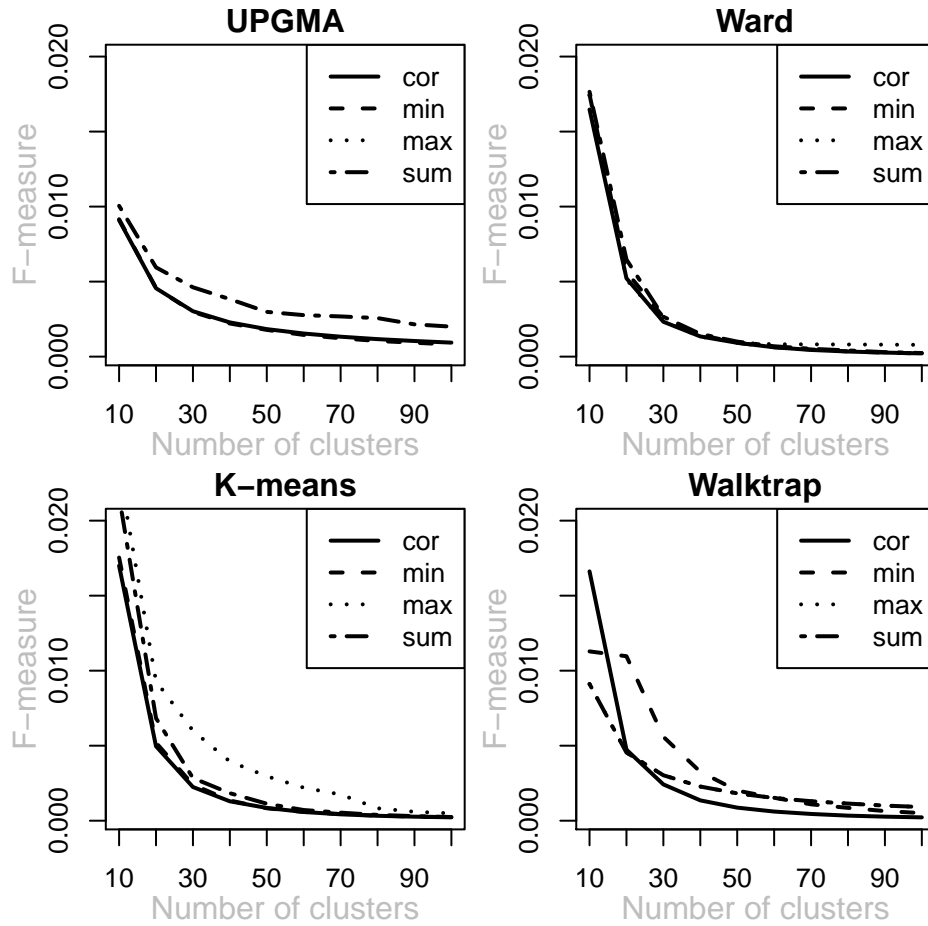 UPGMA
F−measure
0.000
0.010
0.020
cor
min
max
sum
10 30 50 70 90
Number of clusters
Ward
F−measure
0.000
0.010
0.020
cor
min
max
sum
10 30 50 70 90
Number of clusters
K−means
F−measure
0.000
0.010
0.020
cor
min
max
sum
10 30 50 70 90
Number of clusters
Walktrap
F−measure
0.000
0.010
0.020
cor
min
max
sum
10 30 50 70 90
Number of clusters